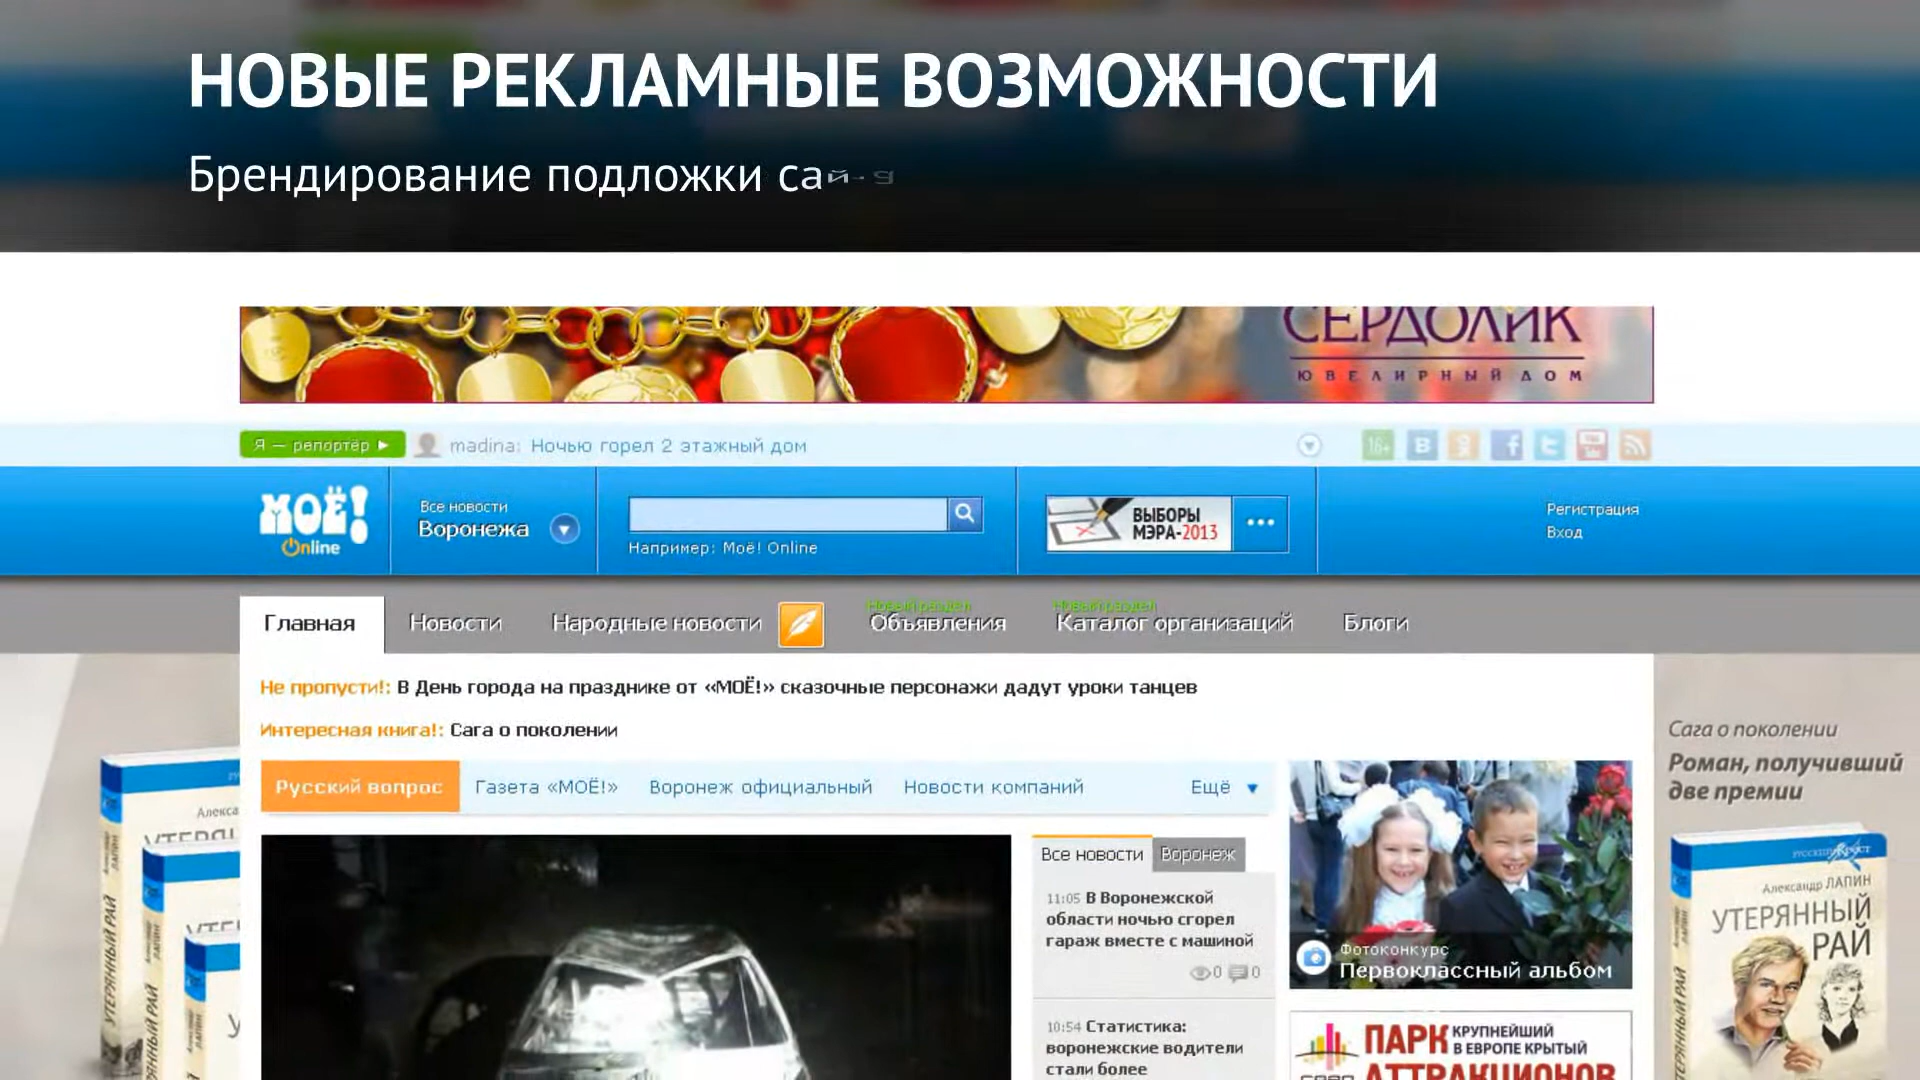 НОВЫЕ РЕКЛАМНЫЕ ВОЗМОЖНОСТИ
Брендирование подложки
СЕРДОЛИК
ЮВЕЛИРНЫЙ ДОМ
Я — репортёр
madina: Ночью горел 2 этажный дом
16+
МОЁ!
Online
Все новости
Воронежа
Например: Моё! Online
ВЫБОРЫ
МЭРА-2013
Регистрация
Вход
Новый раздел
Новый раздел
Главная
Новости
Народные новости
Объявления
Каталог организаций
Блоги
Не пропусти!: В День города на празднике от «МОЁ!» сказочные персонажи дадут уроки танцев
Интересная книга!: Сага о поколении
Русский вопрос
Газета «МОЁ!»
Воронеж официальный
Новости компаний
Ещё
Все новости
Воронеж
11:05 В Воронежской
области ночью сгорел
гараж вместе с машиной
0 0
10:54 Статистика:
воронежские водители
стали более
Фотоконкурс
Первоклассный альбом
ПАРК КРУПНЕЙШИЙ
В ЕВРОПЕ КРЫТЫЙ
АТТРАКЦИОНОВ
Сага о поколении
Роман, получивший
две премии
Александр ЛАПИН
УТЕРЯННЫЙ
РАЙ
УТЕРЯННЫЙ РАЙ